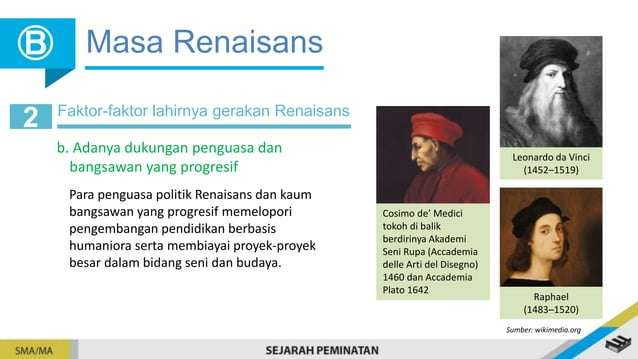 B
Masa Renaisans
2
Faktor-faktor lahirnya gerakan Renaisans
b. Adanya dukungan penguasa dan
bangsawan yang progresif
Para penguasa politik Renaisans dan kaum
bangsawan yang progresif memelopori
pengembangan pendidikan berbasis
humaniora serta membiayai proyek-proyek
besar dalam bidang seni dan budaya.
Cosimo de’ Medici
tokoh di balik
berdirinya Akademi
Seni Rupa (Accademia
delle Arti del Disegno)
1460 dan Accademia
Plato 1642
Leonardo da Vinci
(1452–1519)
Raphael
(1483–1520)
Sumber: wikimedia.org
SMA/MA
SEJARAH PEMINATAN